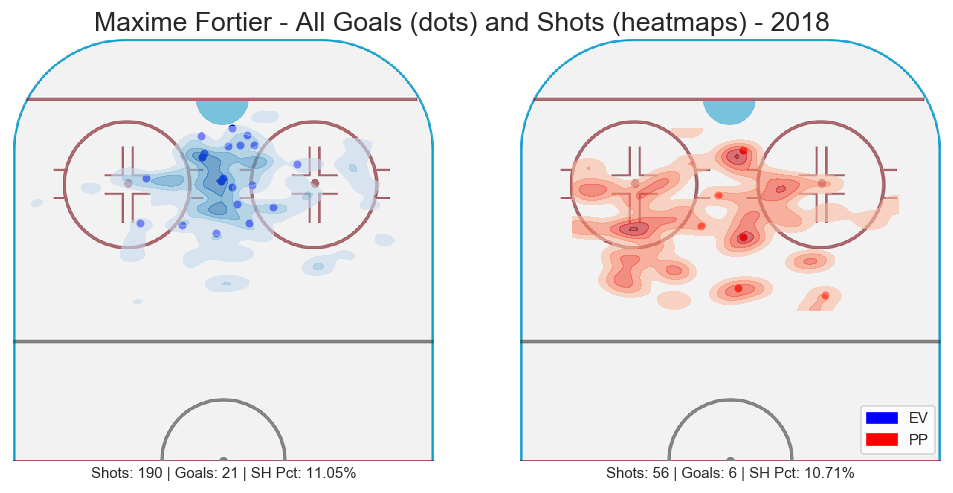 Maxime Fortier - All Goals (dots) and Shots (heatmaps) - 2018
EV
PP
Shots: 190 | Goals: 21 | SH Pct: 11.05%
Shots: 56 | Goals: 6 | SH Pct: 10.71%